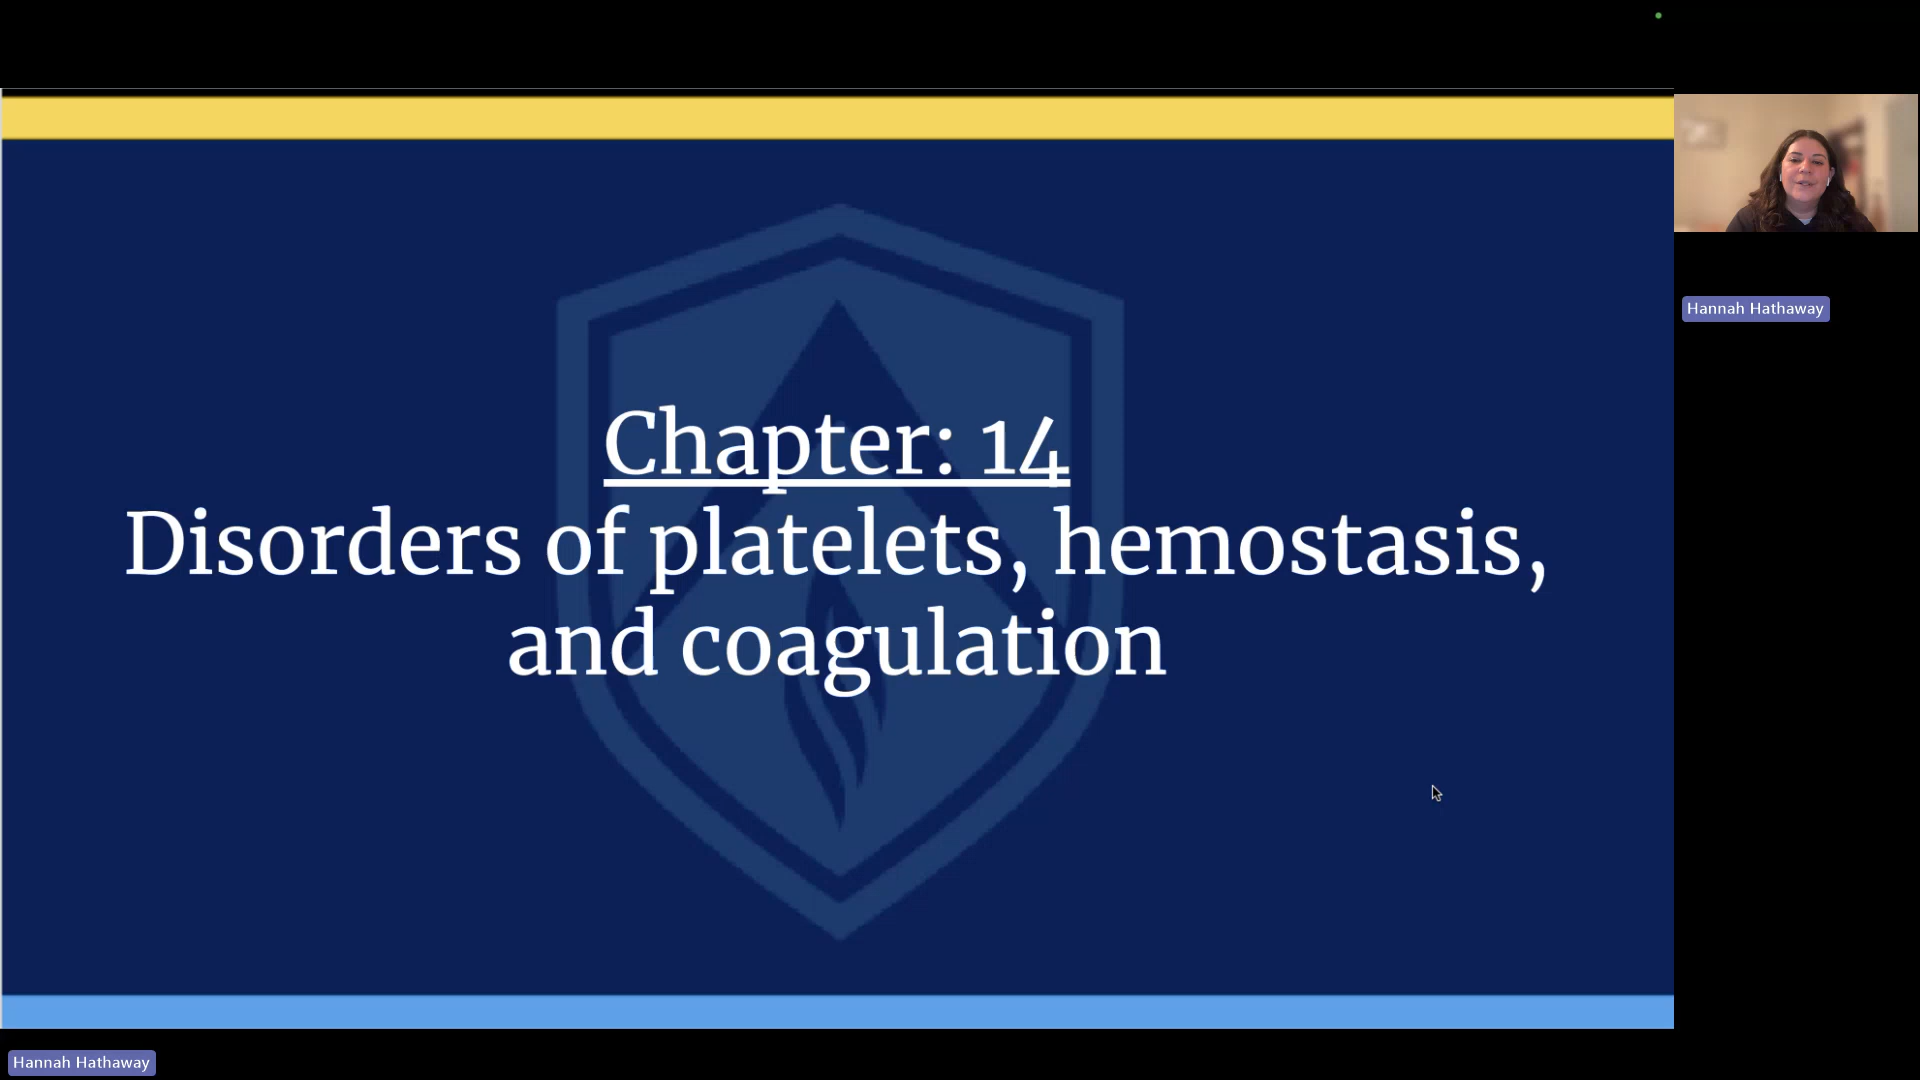 Chapter: 14
Disorders of platelets, hemostasis,
and coagulation
Hannah Hathaway
Hannah Hathaway